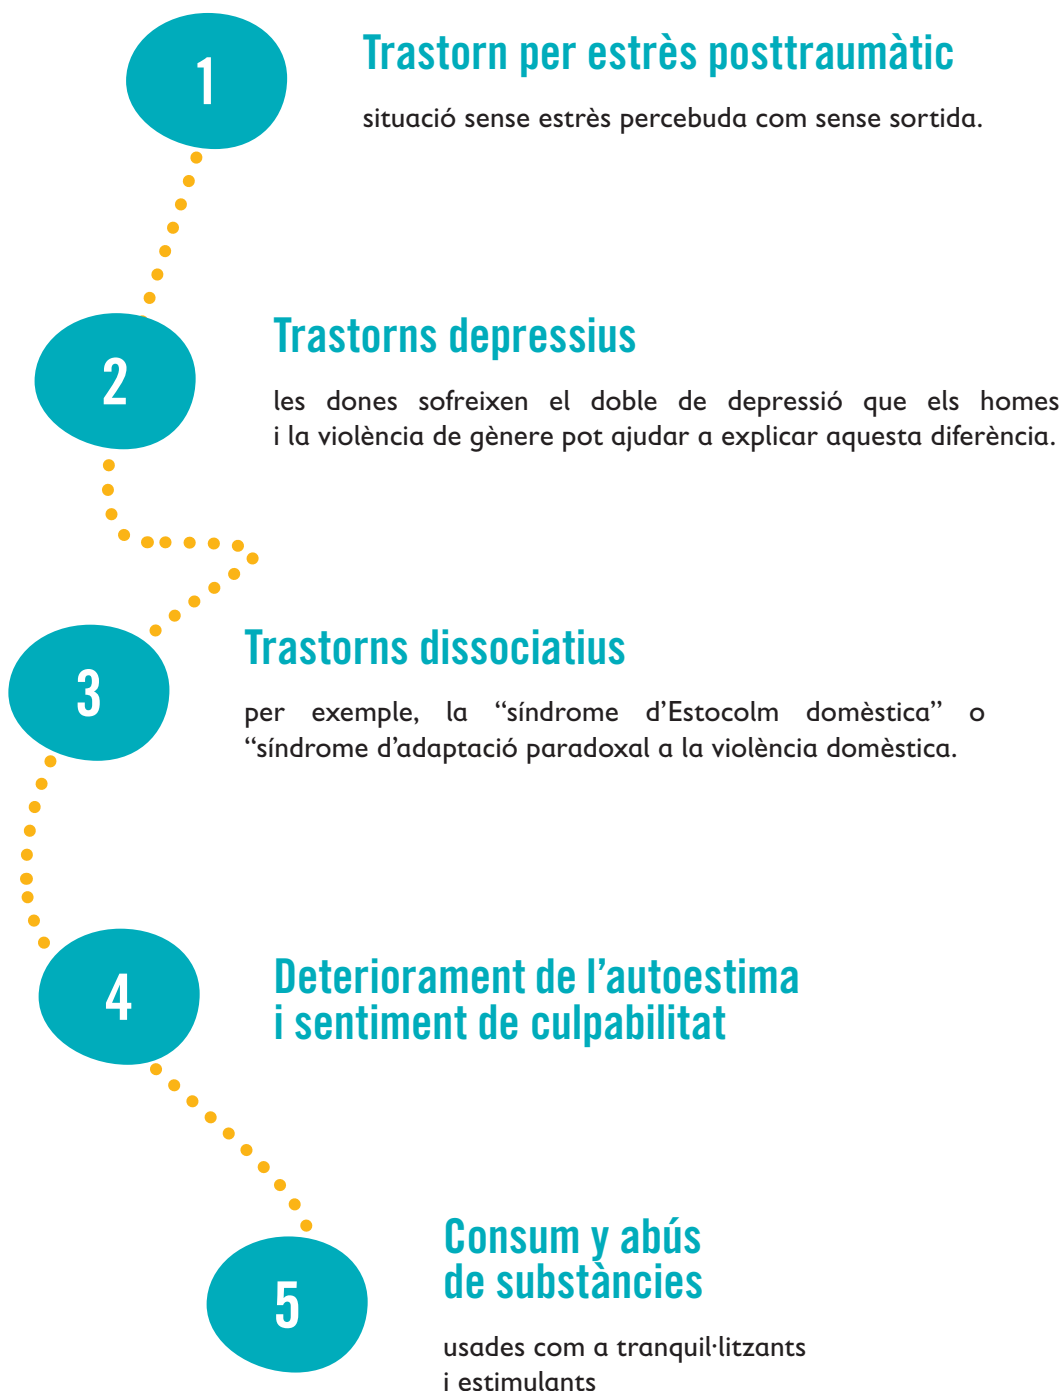 1
Trastorn per estrès posttraumàtic
situació sense estrès percebuda com sense sortida.
2
Trastorns depressius
les dones sofreixen el doble de depressió que els homes
i la violència de gènere pot ajudar a explicar aquesta diferència.
3
Trastorns dissociatius
per exemple, la “síndrome d’Estocolm domèstica” o
“síndrome d’adaptació paradoxal a la violència domèstica.
4
Deteriorament de l’autoestima
i sentiment de culpabilitat
5
Consum y abús
de substàncies
usades com a tranquil·litzants
i estimulants